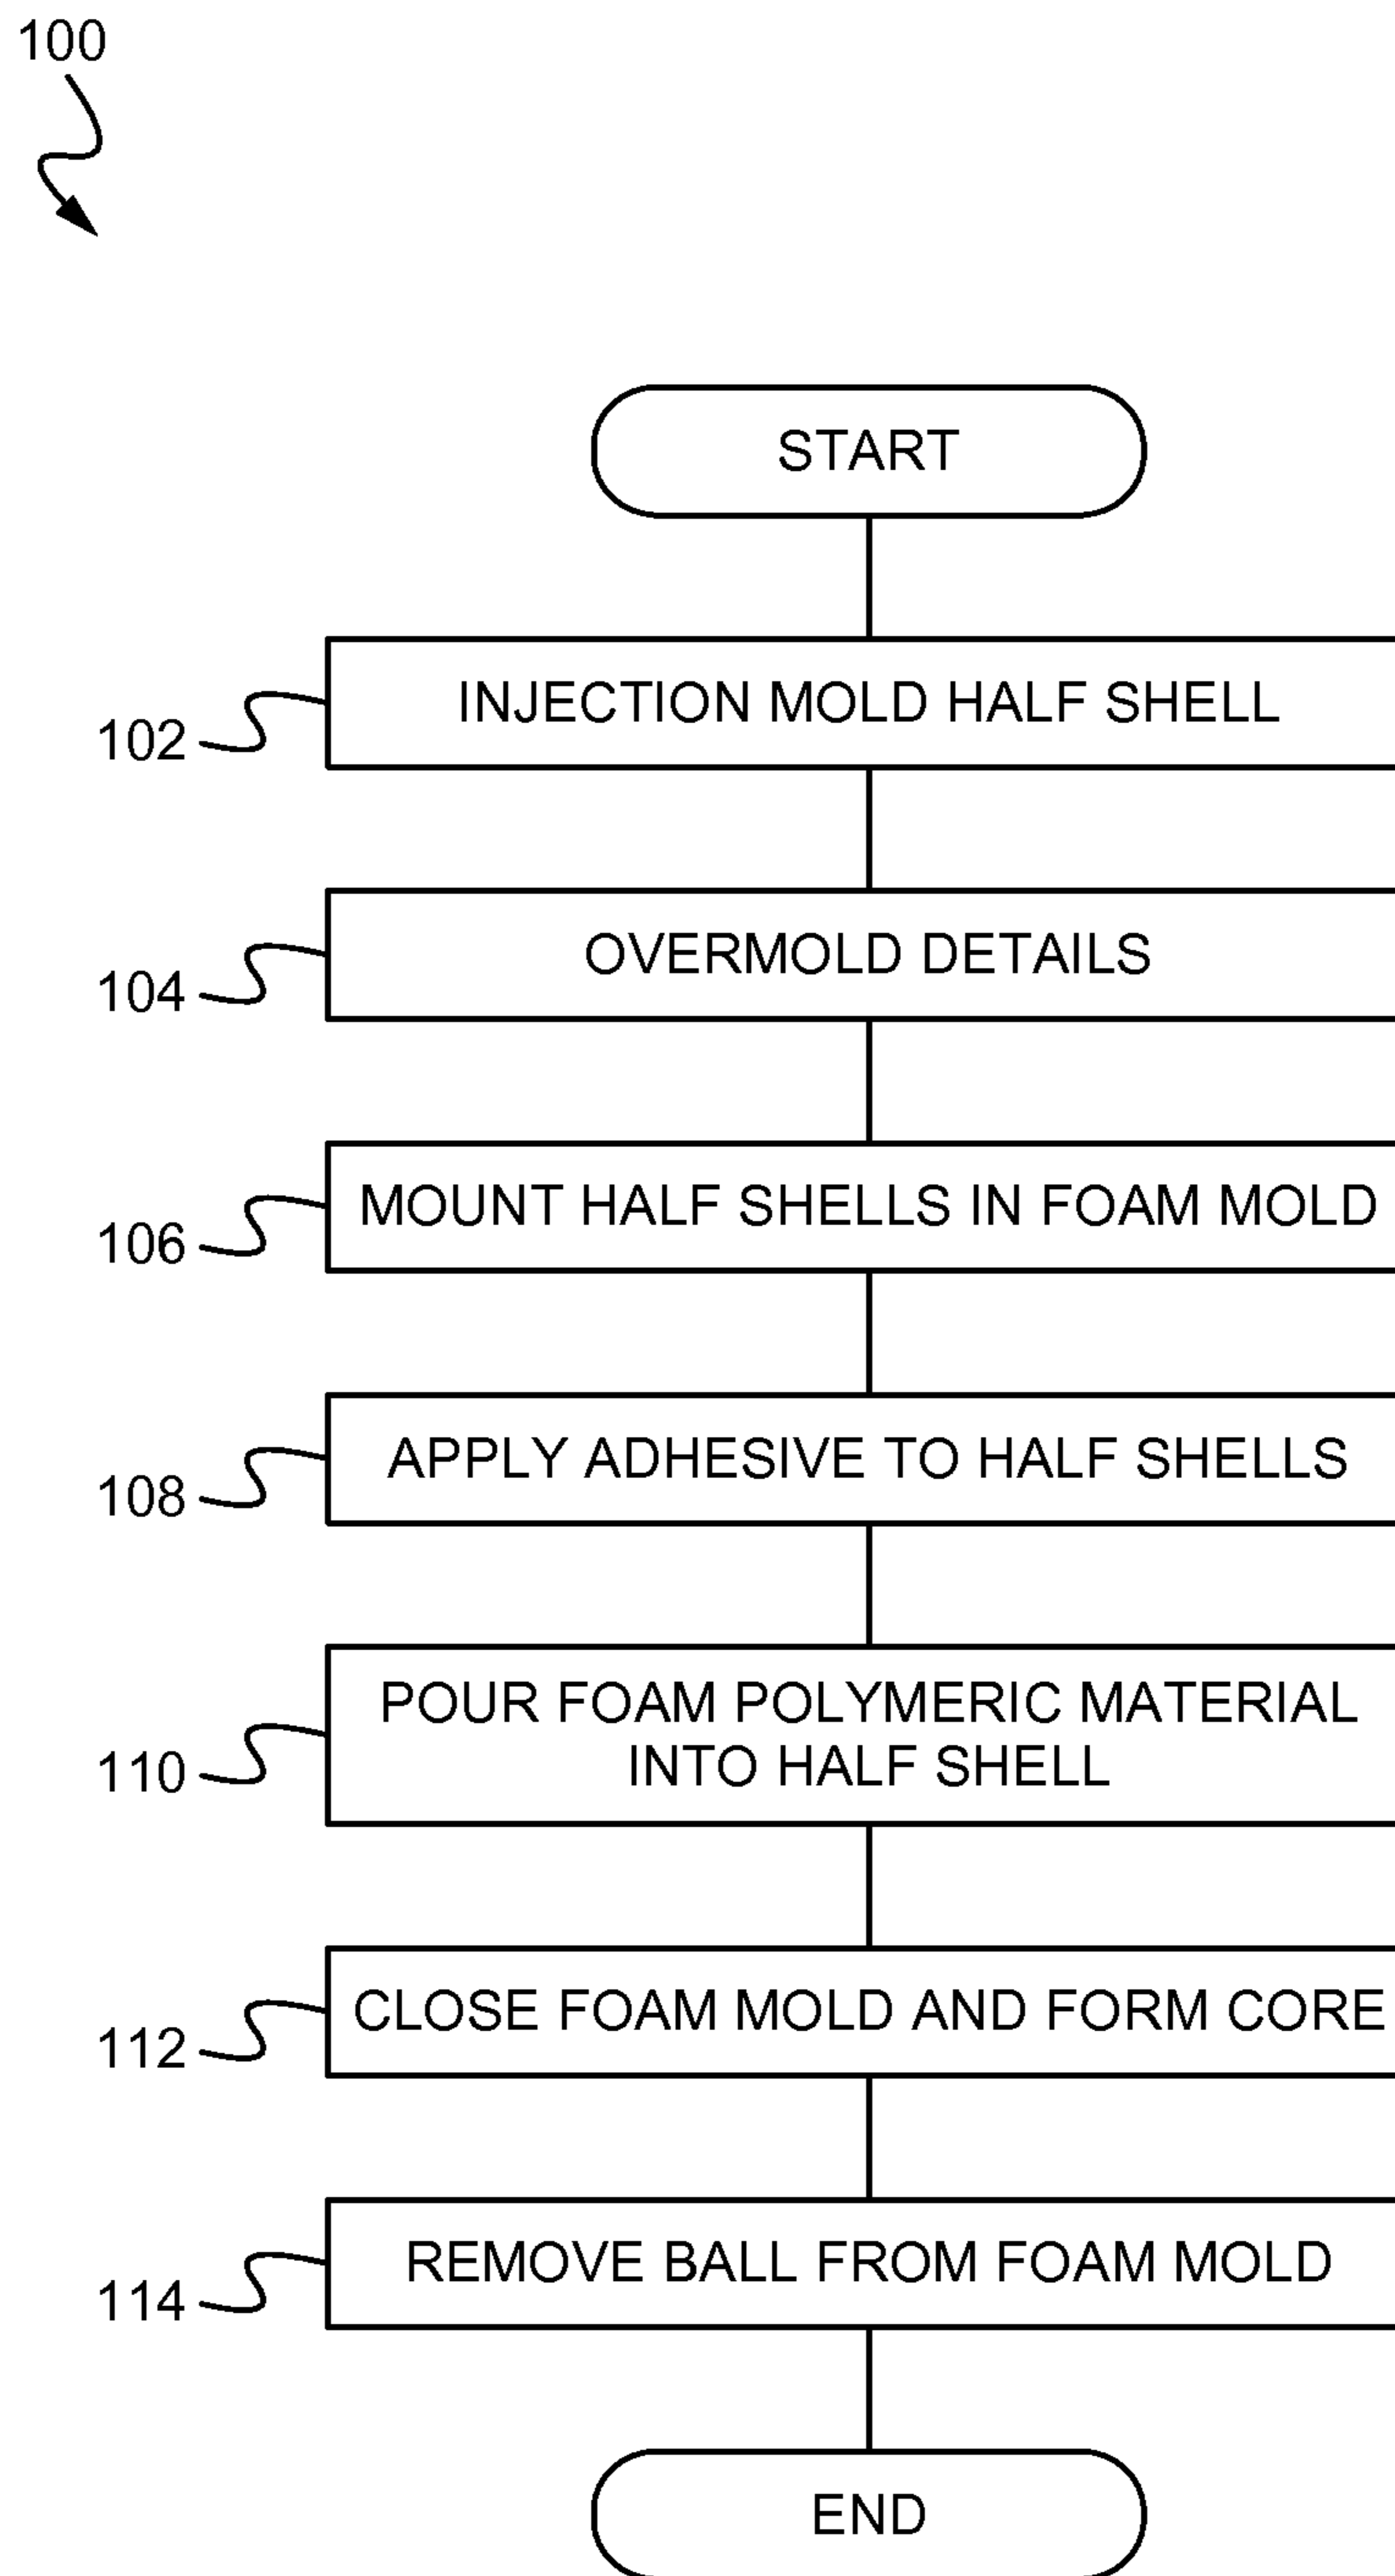 100
START
102
INJECTION MOLD HALF SHELL
104
OVERMOLD DETAILS
106
MOUNT HALF SHELLS IN FOAM MOLD
108
APPLY ADHESIVE TO HALF SHELLS
110
POUR FOAM POLYMERIC MATERIAL
INTO HALF SHELL
112
CLOSE FOAM MOLD AND FORM CORE
114
REMOVE BALL FROM FOAM MOLD
END